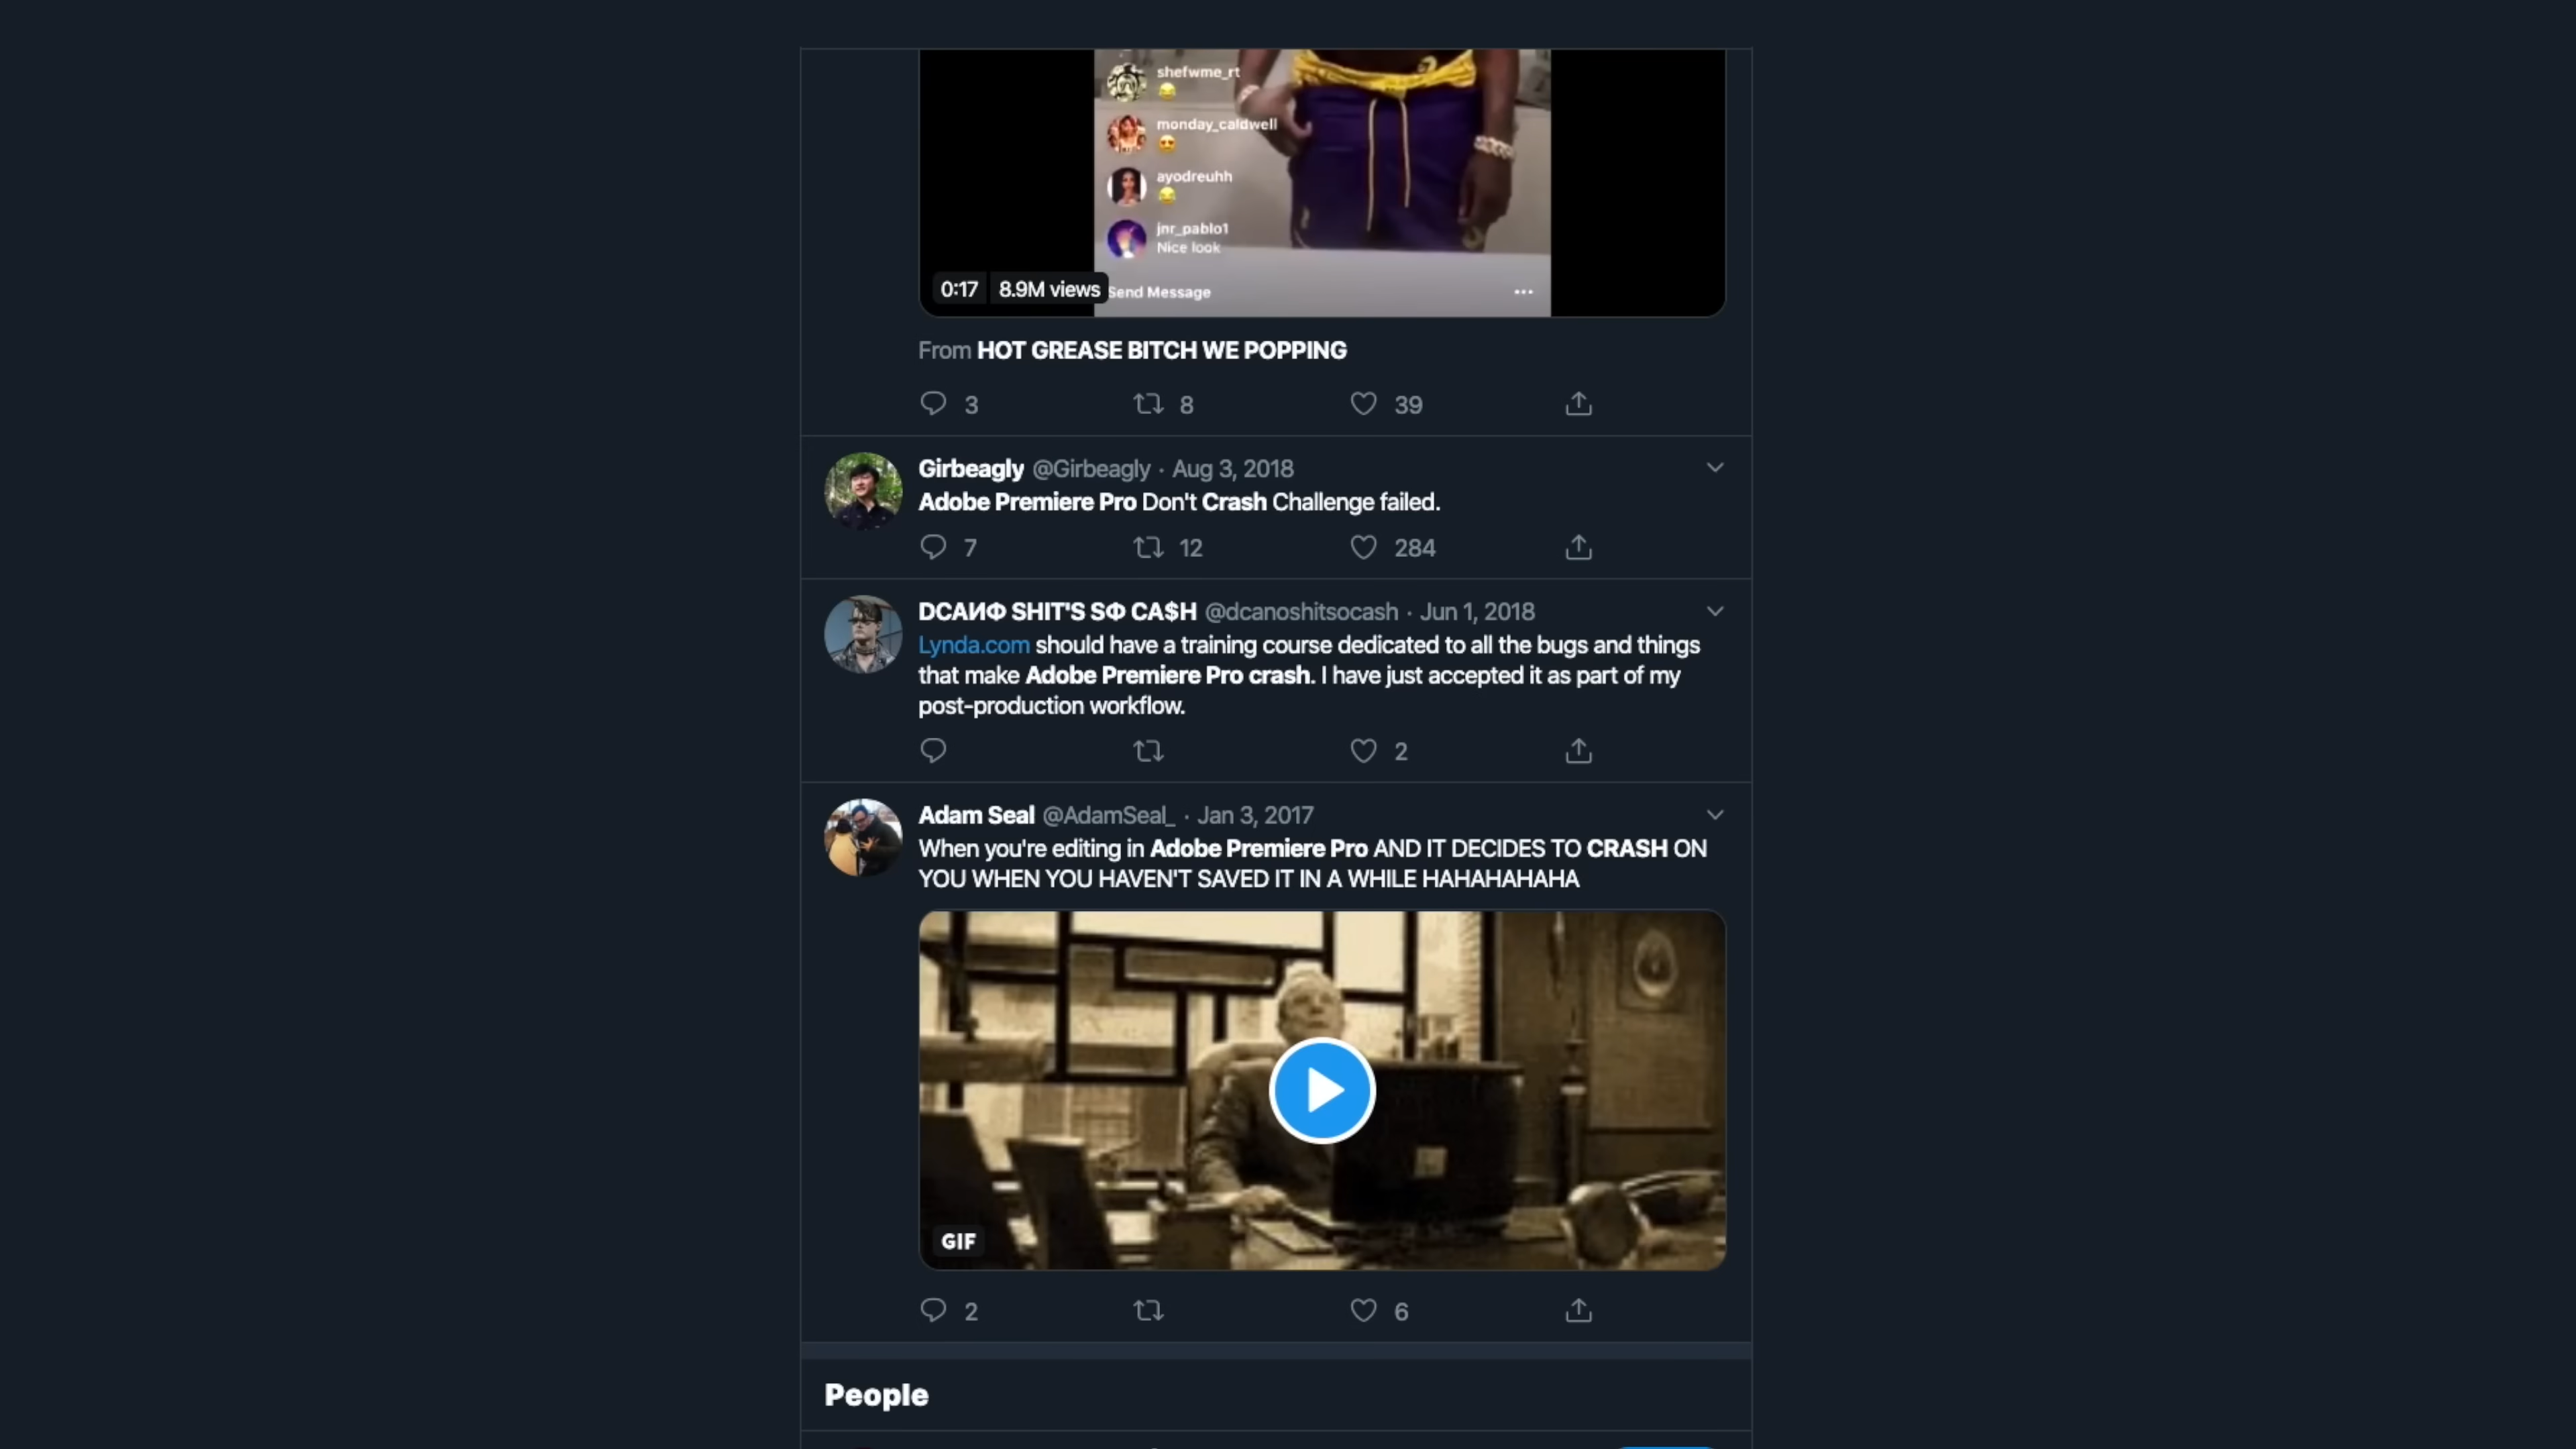 shefwme_rt
😂
monday_caldwell
😍
ayodreuhh
😂
jnr_pablo1
Nice look
0:17 8.9M views Send Message
From HOT GREASE BITCH WE POPPING
3 8 39
Girbeagly @Girbeagly · Aug 3, 2018
Adobe Premiere Pro Don't Crash Challenge failed.
7 12 284
DCAИФ SHIT'S SФ CA$H @dcanoshitsocash · Jun 1, 2018
Lynda.com should have a training course dedicated to all the bugs and things
that make Adobe Premiere Pro crash. I have just accepted it as part of my
post-production workflow.
2
Adam Seal @AdamSeal_ · Jan 3, 2017
When you're editing in Adobe Premiere Pro AND IT DECIDES TO CRASH ON
YOU WHEN YOU HAVEN'T SAVED IT IN A WHILE HAHAHAHAHA
GIF
2 6
People